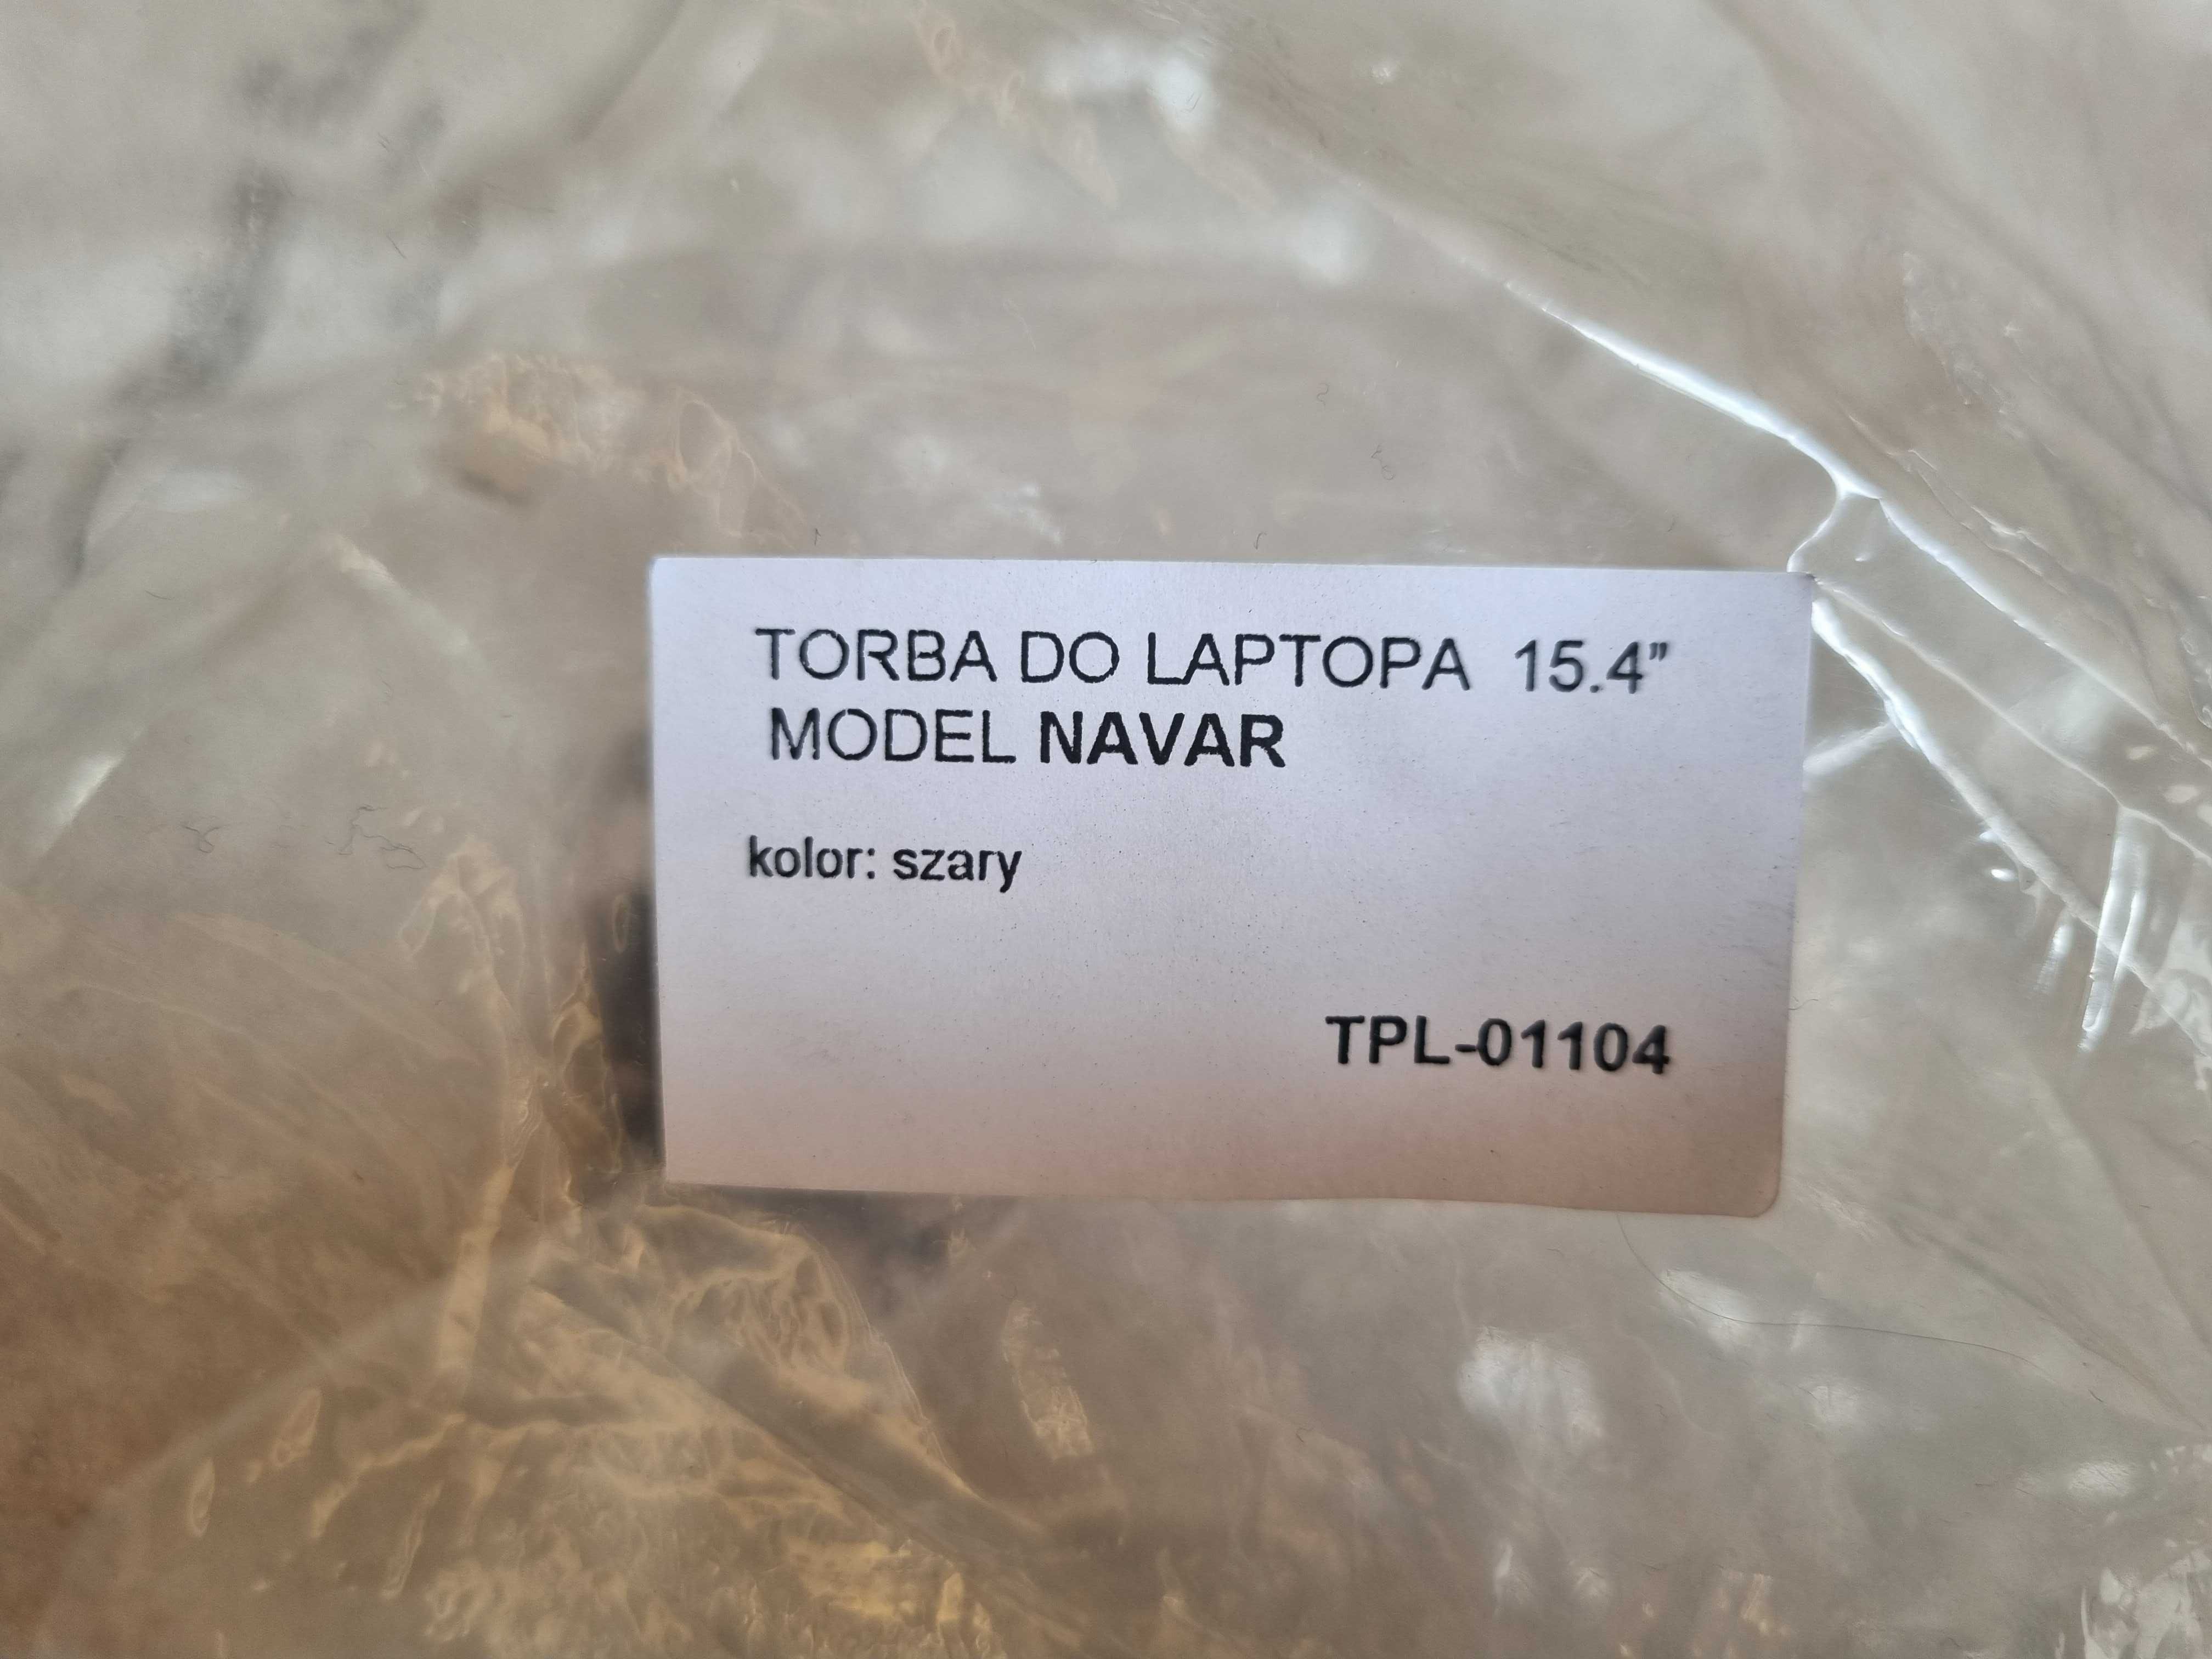 TORBA DO LAPTOPA 15.4"
MODEL NAVAR
kolor: szary
TPL-01104